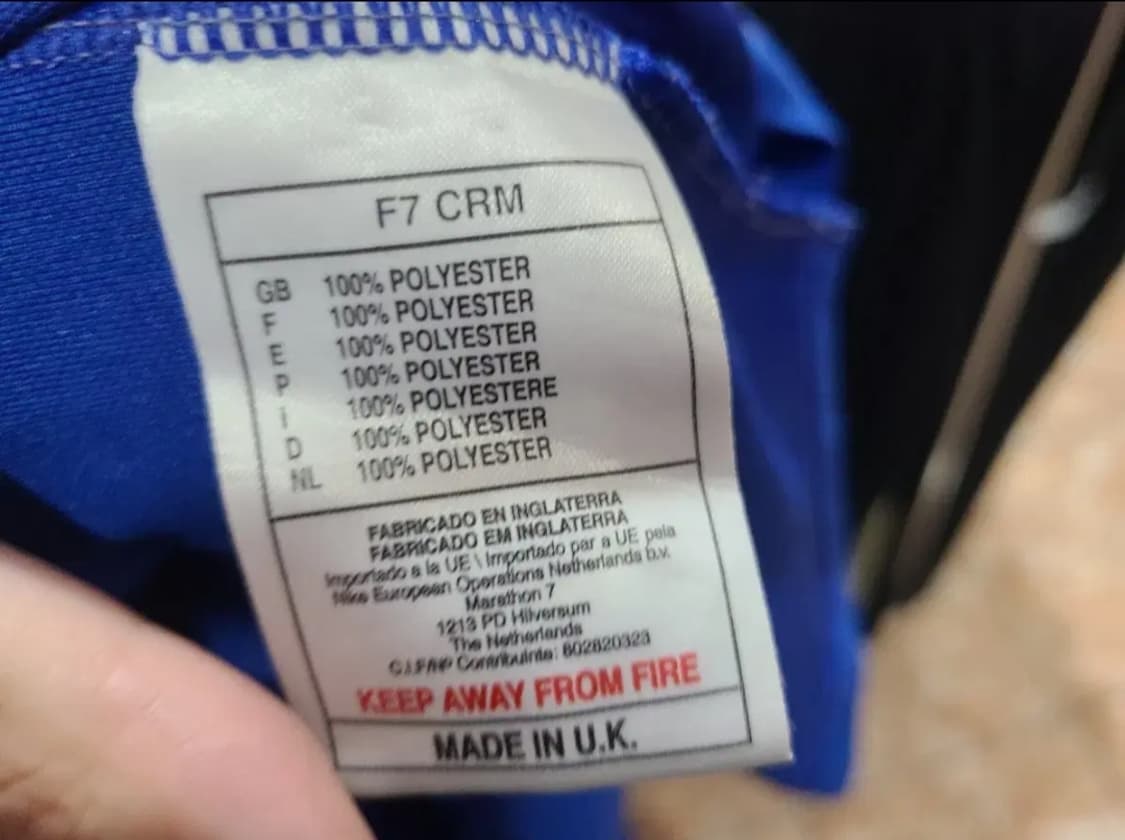 F7 CRM
GB 100% POLYESTER
F 100% POLYESTER
E 100% POLYESTER
P 100% POLYESTER
I 100% POLYESTERE
D 100% POLYESTER
NL 100% POLYESTER
FABRICADO EN INGLATERRA
FABRICADO EM INGLATERRA
Importado a la UE \ Importado par a UE pela
Nike European Operations Netherlands b.v.
Marathon 7
1213 PD Hilversum
The Netherlands
Contribuinte: 802820323
KEEP AWAY FROM FIRE
MADE IN U.K.